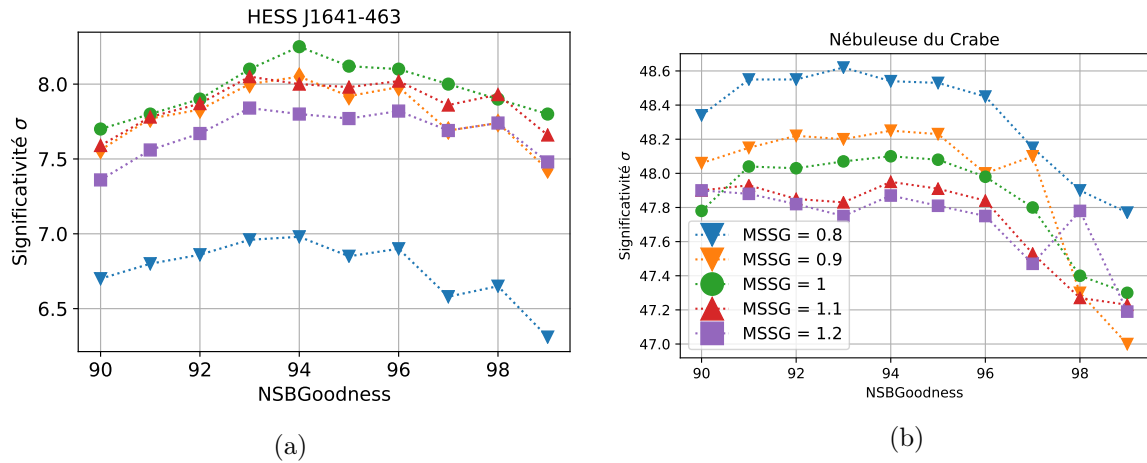 HESS J1641-463
Significativité σ
8.0
7.5
7.0
6.5
90 92 94 96 98
NSBGoodness
(a)
Nébuleuse du Crabe
Significativité σ
48.6
48.4
48.2
48.0
47.8
47.6
47.4
47.2
47.0
MSSG = 0.8
MSSG = 0.9
MSSG = 1
MSSG = 1.1
MSSG = 1.2
90 92 94 96 98
NSBGoodness
(b)